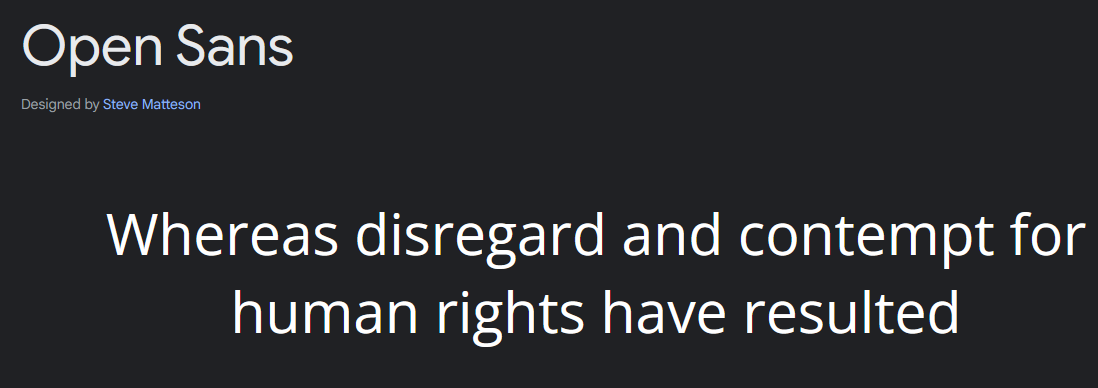 Open Sans
Designed by Steve Matteson
Whereas disregard and contempt for
human rights have resulted